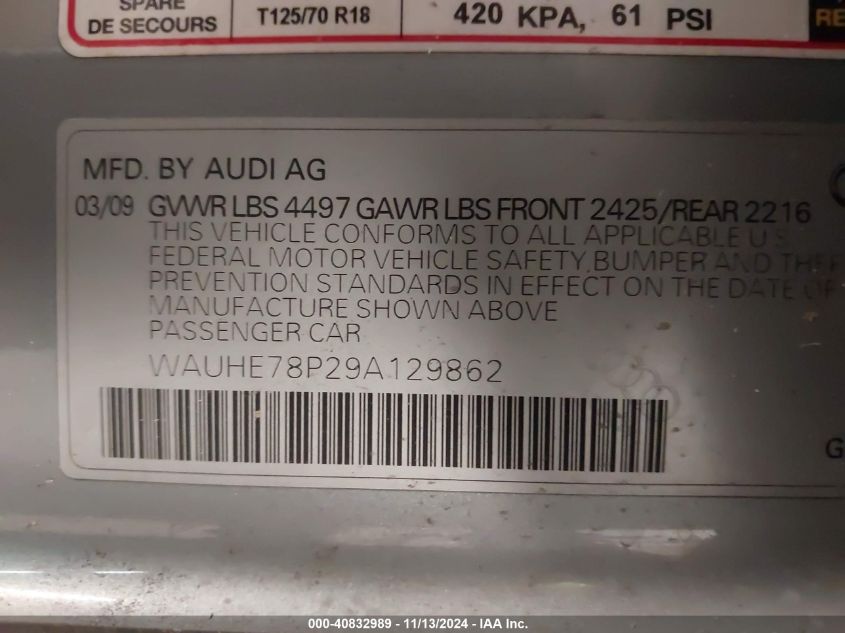 SPARE
DE SECOURS
T125/70 R18
420 KPA, 61 PSI
RE
MFD. BY AUDI AG
03/09 GVWR LBS 4497 GAWR LBS FRONT 2425/REAR 2216
THIS VEHICLE CONFORMS TO ALL APPLICABLE U.S.
FEDERAL MOTOR VEHICLE SAFETY, BUMPER AND THEF
PREVENTION STANDARDS IN EFFECT ON THE DATE OF
MANUFACTURE SHOWN ABOVE
PASSENGER CAR
WAUHE78P29A129862
G
000-40832989 - 11/13/2024 - IAA Inc.